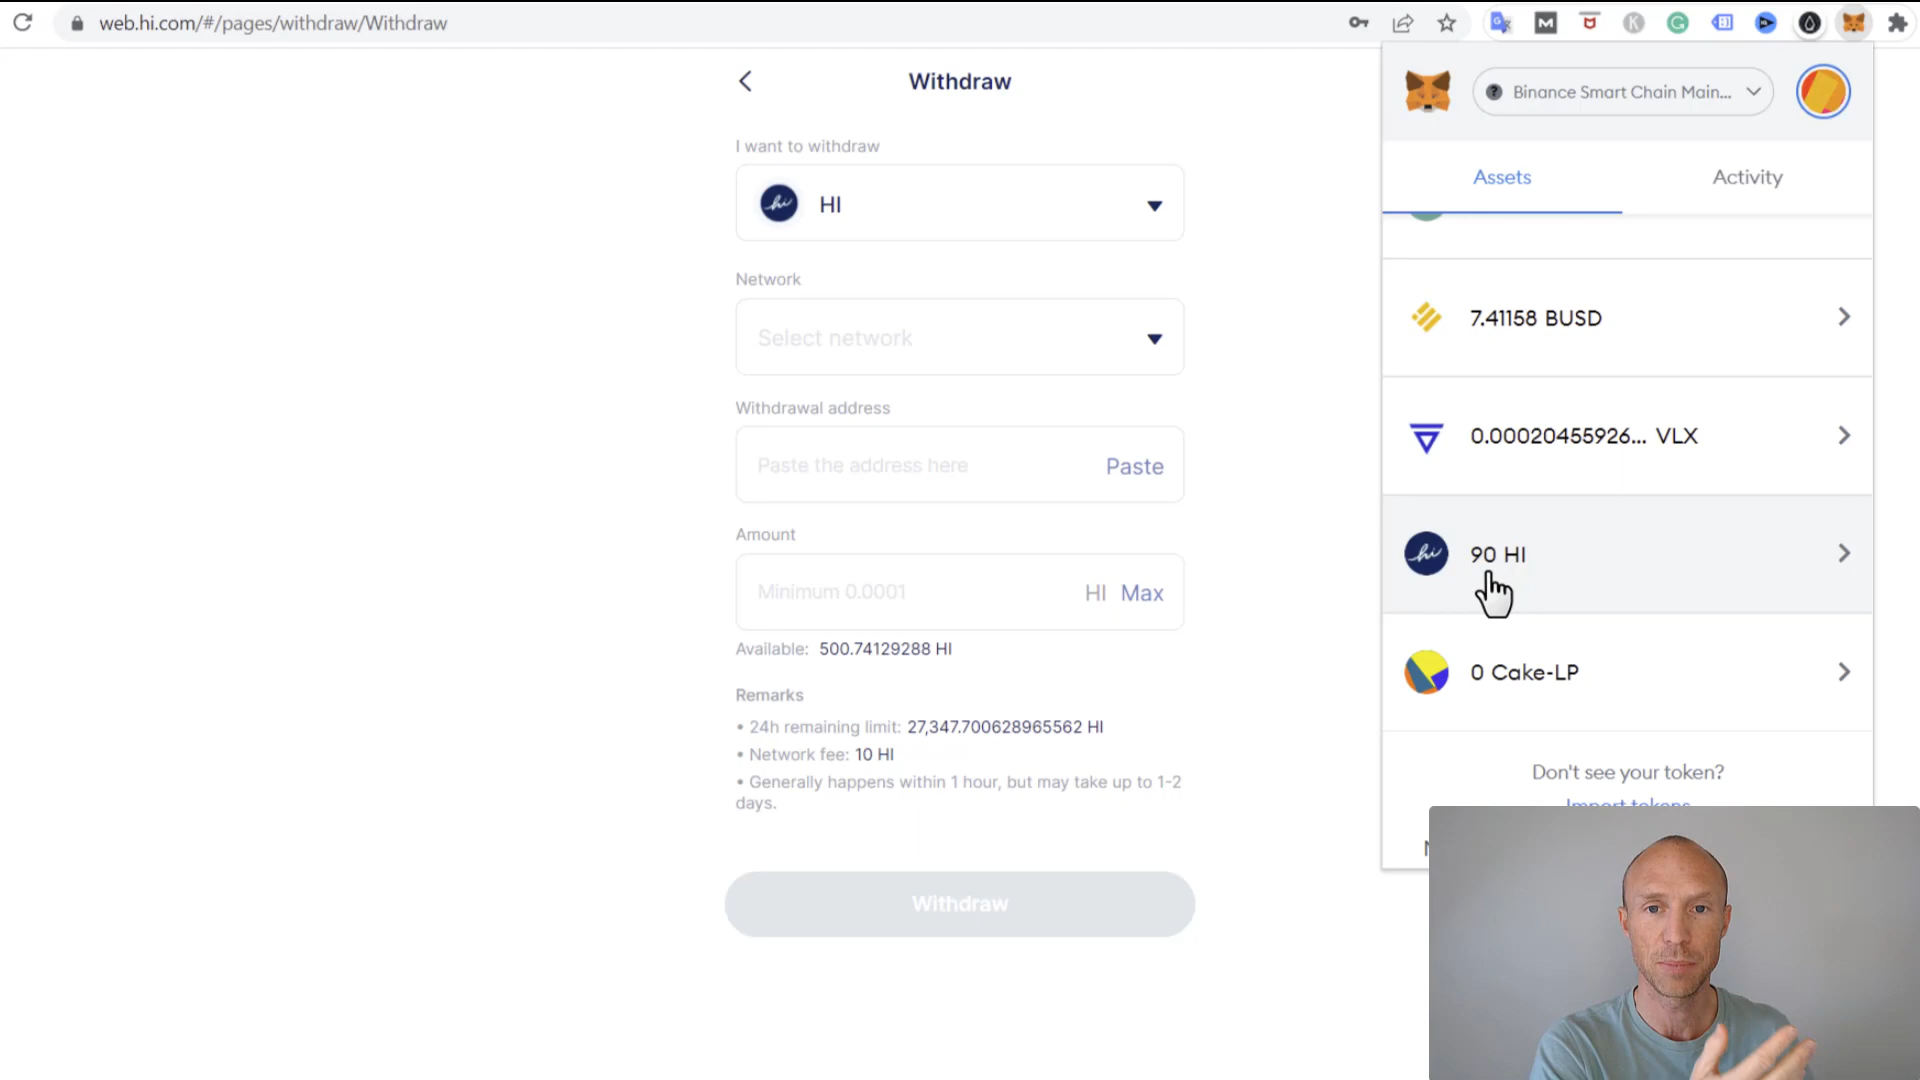 web.hi.com/#/pages/withdraw/Withdraw
Withdraw
I want to withdraw
hi HI
Network
Select network
Withdrawal address
Paste the address here Paste
Amount
Minimum 0.0001 HI Max
Available: 500.74129288 HI
Remarks
• 24h remaining limit: 27,347.700628965562 HI
• Network fee: 10 HI
• Generally happens within 1 hour, but may take up to 1-2
days.
Withdraw
Binance Smart Chain Main...
Assets Activity
7.41158 BUSD
0.00020455926... VLX
hi 90 HI
0 Cake-LP
Don't see your token?
Import tokens